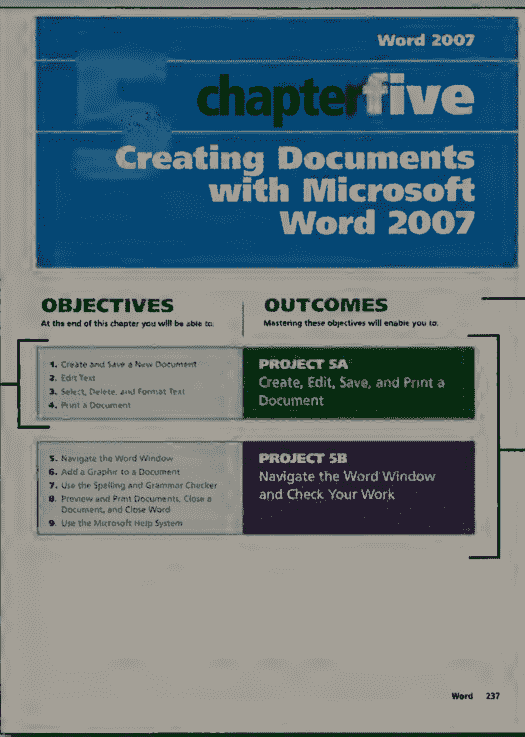 Word 2007
5
chapterfive
Creating Documents
with Microsoft
Word 2007
OBJECTIVES
At the end of this chapter you will be able to:
OUTCOMES
Mastering these objectives will enable you to:
1. Create and Save a New Document
2. Edit Text
3. Select, Delete, and Format Text
4. Print a Document
PROJECT 5A
Create, Edit, Save, and Print a
Document
5. Navigate the Word Window
6. Add a Graphic to a Document
7. Use the Spelling and Grammar Checker
8. Preview and Print Documents, Close a
Document, and Close Word
9. Use the Microsoft Help System
PROJECT 5B
Navigate the Word Window
and Check Your Work
Word 237